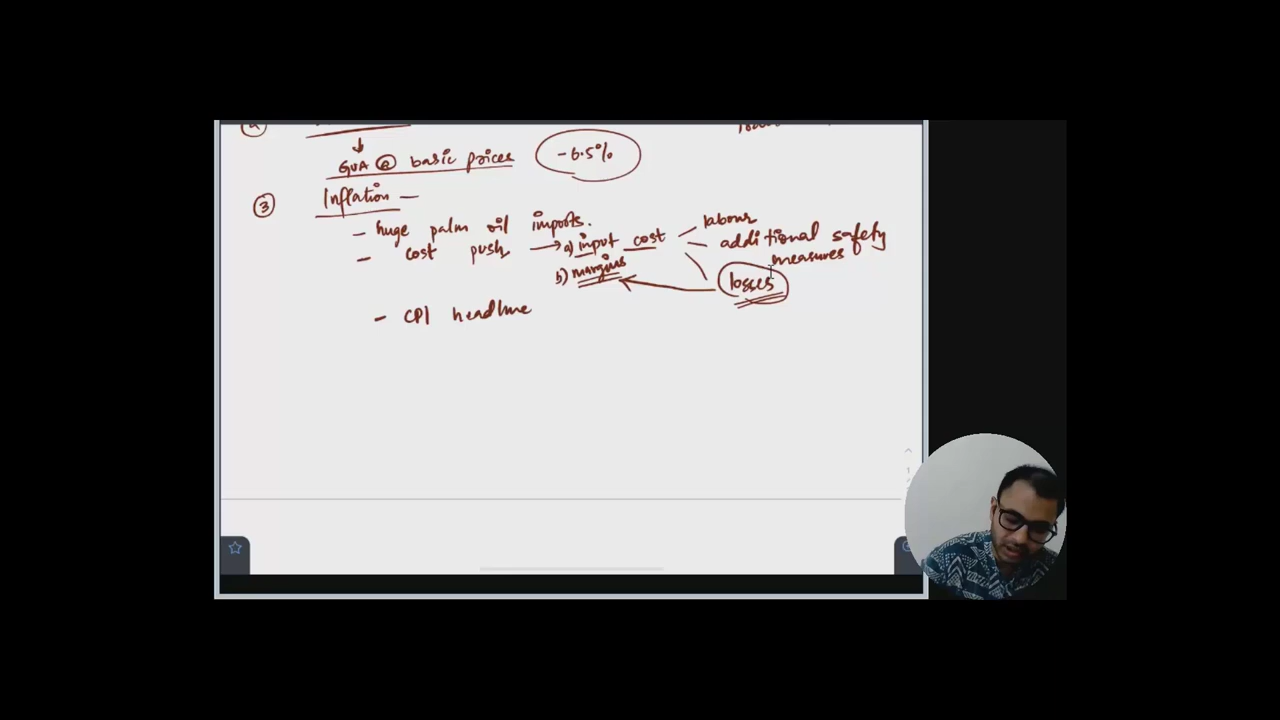 GVA @ basic prices -6.5%
③ Inflation —
– huge palm oil imports.
– cost push → a) input cost – labour
– additional safety measures
b) margins ← losses
– CPI headline